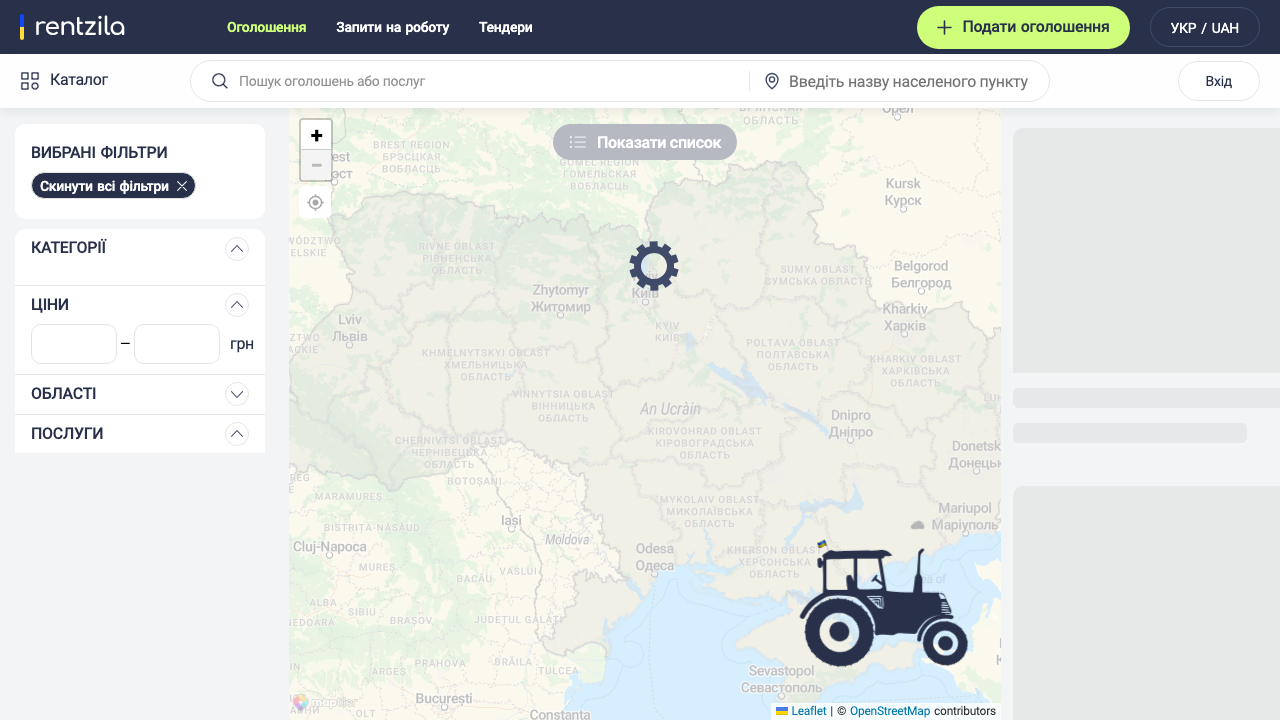 rentzila
Оголошення
Запити на роботу
Тендери
Подати оголошення
УКР / UAH
Каталог
Пошук оголошень або послуг
Введіть назву населеного пункту
Вхід
ВИБРАНІ ФІЛЬТРИ
Скинути всі фільтри
КАТЕГОРІЇ
ЦІНИ
–
грн
ОБЛАСТІ
ПОСЛУГИ
+
−
Показати список
ОБЛАСТЬ
BREST REGION
БРЭСЦКАЯ
ВОБЛАСЦЬ
GOMEL REGION
ГОМЕЛЬСКАЯ
ВОБЛАСЦЬ
Kursk
Курск
RIVNE OBLAST
РІВНЕНСЬКА
ОБЛАСТЬ
SUMY OBLAST
СУМСЬКА ОБЛАСТЬ
Belgorod
Белгород
Zhytomyr
Житомир
Київ
Lviv
Львів
KYIV
КИЇВ
Kharkiv
Харків
POLTAVA OBLAST
ПОЛТАВСЬКА
ОБЛАСТЬ
KHMELNYTSKYI OBLAST
ХМЕЛЬНИЦЬКА
ОБЛАСТЬ
KHARKIV OBLAST
ХАРКІВСЬКА
ОБЛАСТЬ
VINNYTSIA OBLAST
ВІННИЦЬКА
ОБЛАСТЬ
An Ucràin
Dnipro
Дніпро
KIROVOHRAD OBLAST
КІРОВОГРАДСЬКА
ОБЛАСТЬ
CHERNIVTSI OBLAST
ЧЕРНІВЕЦЬКА
ОБЛАСТЬ
Donetsk
Донецьк
BOTOȘANI
MARAMUREȘ
MYKOLAIV OBLAST
МИКОЛАЇВСЬКА
ОБЛАСТЬ
Mariupol
Маріуполь
BISTRIȚA-NĂSĂUD
Iasi
Moldova
Cluj-Napoca
Odesa
Одеса
KHERSON OBLAST
ХЕРСОНСЬКА
ОБЛАСТЬ
MUREȘ
BACĂU
VASLUI
ALBA
SIBIU
BRAȘOV
JUDEȚUL GALAȚI
ARGEȘ
PRAHOVA
BRĂILA
TULCEA
Sevastopol
Севастополь
OLT
București
Constanța
Leaflet | © OpenStreetMap contributors